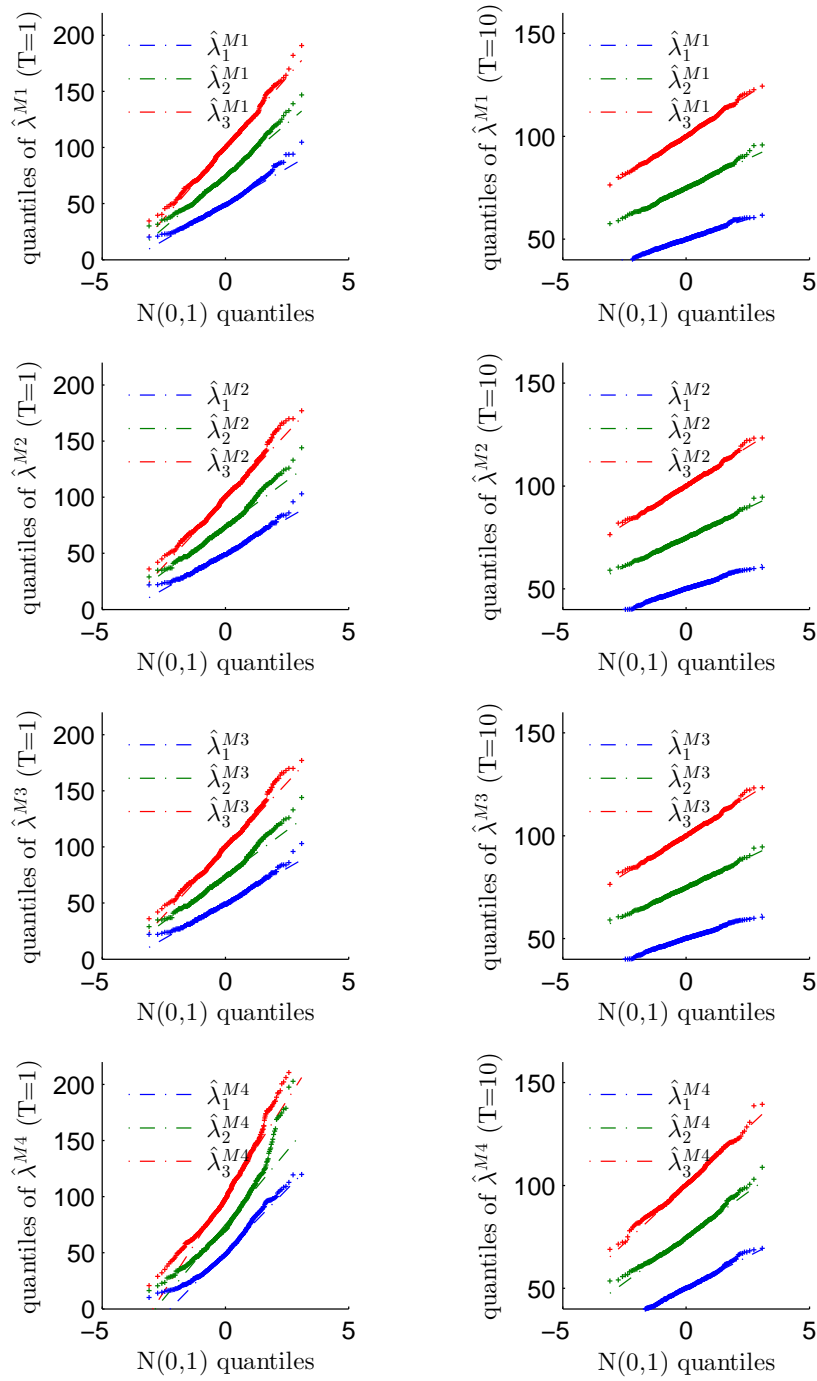 quantiles of λ̂^{M1} (T=1)
200
150
100
50
0
λ̂_1^{M1}
λ̂_2^{M1}
λ̂_3^{M1}
−5 0 5
N(0,1) quantiles
quantiles of λ̂^{M1} (T=10)
150
100
50
λ̂_1^{M1}
λ̂_2^{M1}
λ̂_3^{M1}
−5 0 5
N(0,1) quantiles
quantiles of λ̂^{M2} (T=1)
200
150
100
50
0
λ̂_1^{M2}
λ̂_2^{M2}
λ̂_3^{M2}
−5 0 5
N(0,1) quantiles
quantiles of λ̂^{M2} (T=10)
150
100
50
λ̂_1^{M2}
λ̂_2^{M2}
λ̂_3^{M2}
−5 0 5
N(0,1) quantiles
quantiles of λ̂^{M3} (T=1)
200
150
100
50
0
λ̂_1^{M3}
λ̂_2^{M3}
λ̂_3^{M3}
−5 0 5
N(0,1) quantiles
quantiles of λ̂^{M3} (T=10)
150
100
50
λ̂_1^{M3}
λ̂_2^{M3}
λ̂_3^{M3}
−5 0 5
N(0,1) quantiles
quantiles of λ̂^{M4} (T=1)
200
150
100
50
0
λ̂_1^{M4}
λ̂_2^{M4}
λ̂_3^{M4}
−5 0 5
N(0,1) quantiles
quantiles of λ̂^{M4} (T=10)
150
100
50
λ̂_1^{M4}
λ̂_2^{M4}
λ̂_3^{M4}
−5 0 5
N(0,1) quantiles